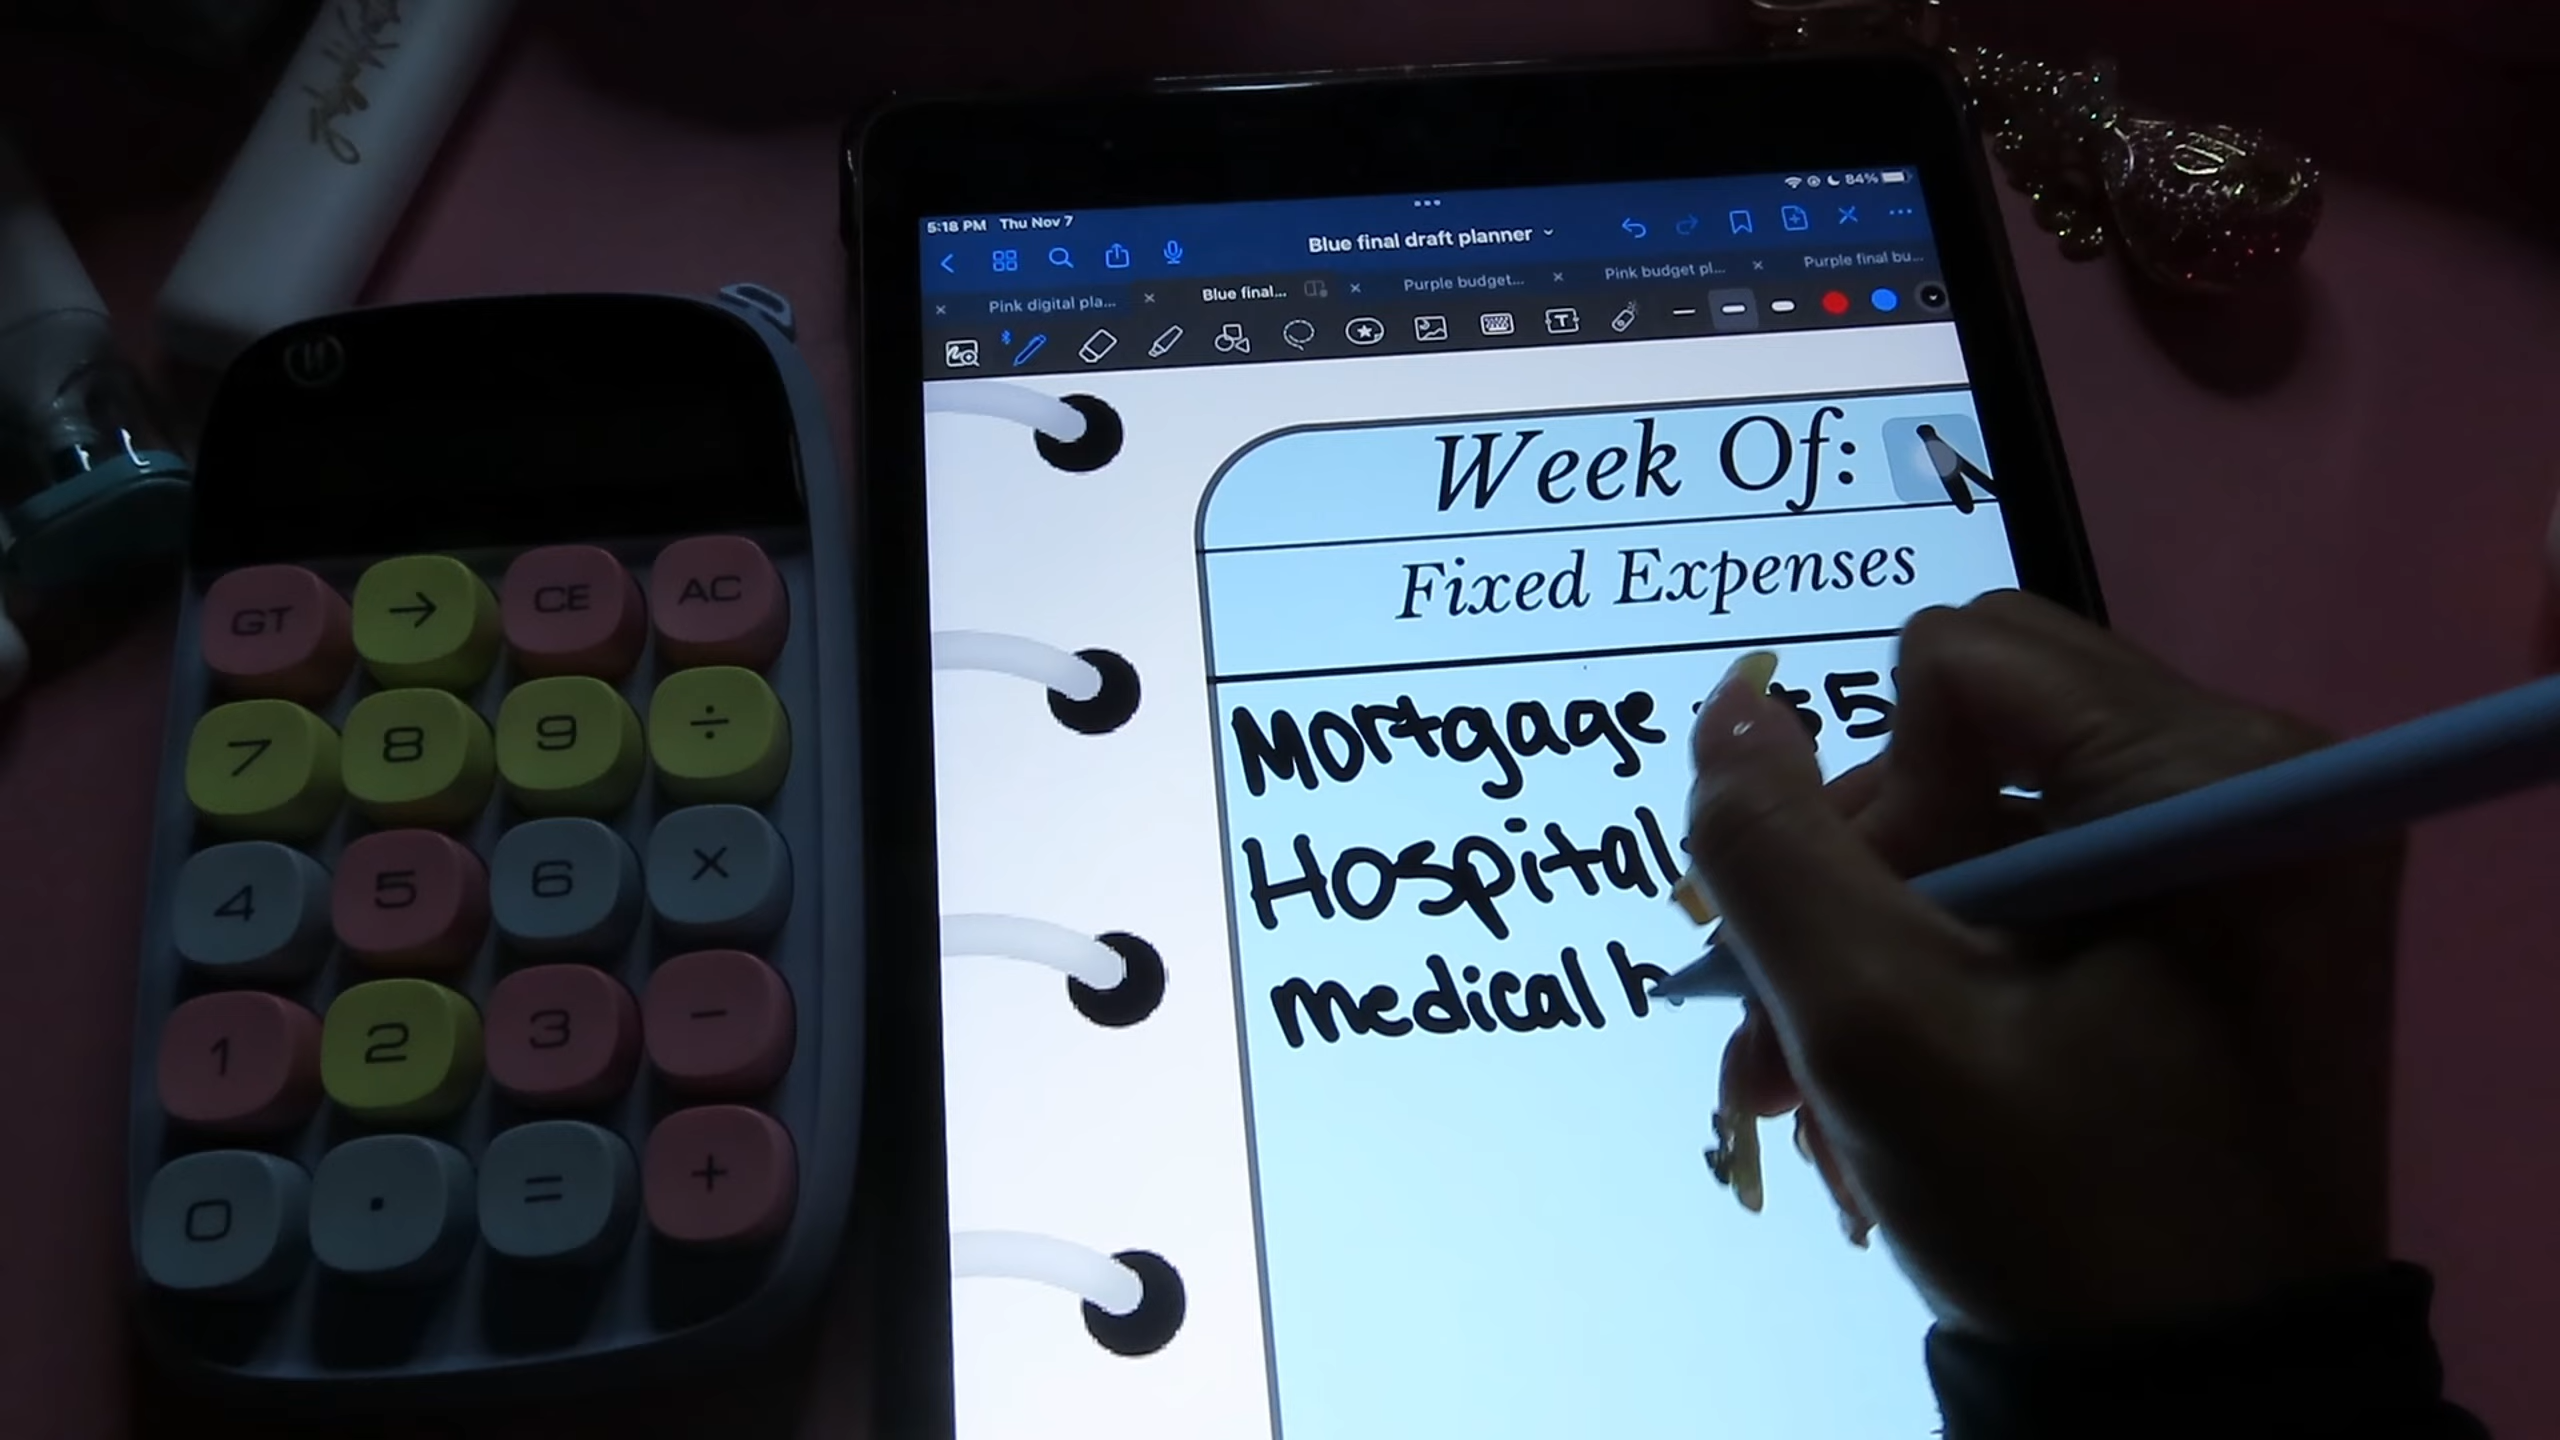 5:18 PM Thu Nov 7
84%
Blue final draft planner
Pink digital pla...
Blue final...
Purple budget...
Pink budget pl...
Purple final bu...
Week Of:
Fixed Expenses
Mortgage $5
Hospital
medical
GT → CE AC
7 8 9 ÷
4 5 6 ×
1 2 3 −
0 . = +